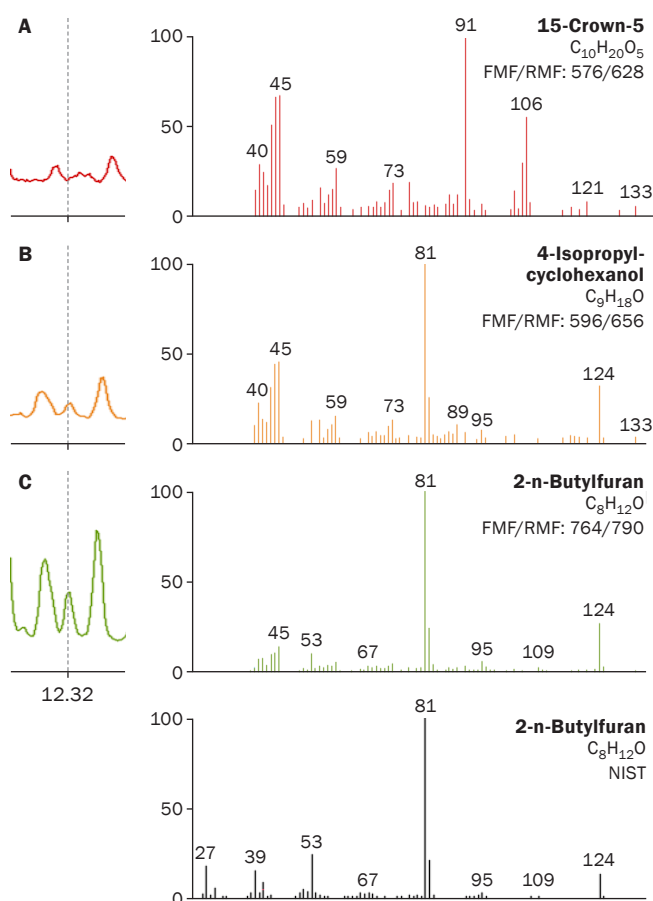 A
100
50
0
40
45
59
73
91
106
121
133
15-Crown-5
C₁₀H₂₀O₅
FMF/RMF: 576/628
B
100
50
0
40
45
59
73
81
89
95
124
133
4-Isopropyl-
cyclohexanol
C₉H₁₈O
FMF/RMF: 596/656
C
12.32
100
50
0
45
53
67
81
95
109
124
2-n-Butylfuran
C₈H₁₂O
FMF/RMF: 764/790
100
50
0
27
39
53
67
81
95
109
124
2-n-Butylfuran
C₈H₁₂O
NIST